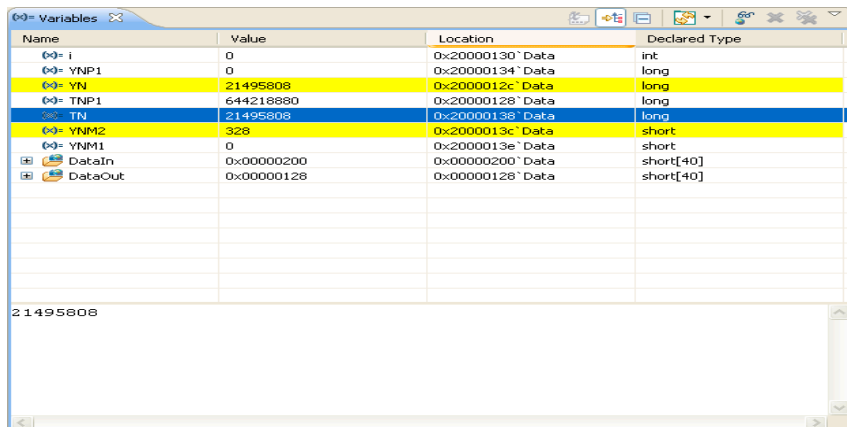 (x)= Variables
Name Value Location Declared Type
(x)= i 0 0x20000130`Data int
(x)= YNP1 0 0x20000134`Data long
(x)= YN 21495808 0x2000012c`Data long
(x)= TNP1 644218880 0x20000128`Data long
(x)= TN 21495808 0x20000138`Data long
(x)= YNM2 328 0x2000013c`Data short
(x)= YNM1 0 0x2000013e`Data short
DataIn 0x00000200 0x00000200`Data short[40]
DataOut 0x00000128 0x00000128`Data short[40]
21495808